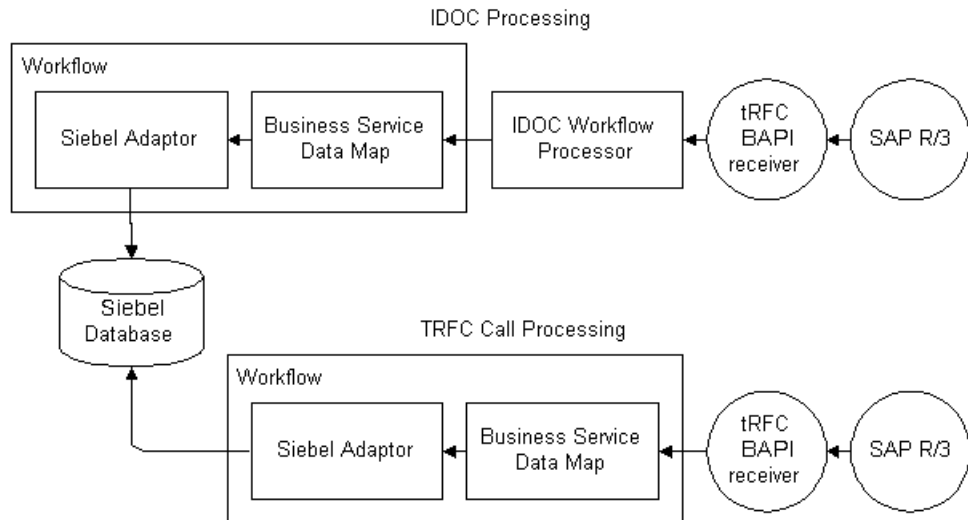 IDOC Processing
Workflow
Siebel Adaptor
Business Service
Data Map
IDOC Workflow
Processor
tRFC
BAPI
receiver
SAP R/3
Siebel
Database
TRFC Call Processing
Workflow
Siebel Adaptor
Business Service
Data Map
tRFC
BAPI
receiver
SAP R/3